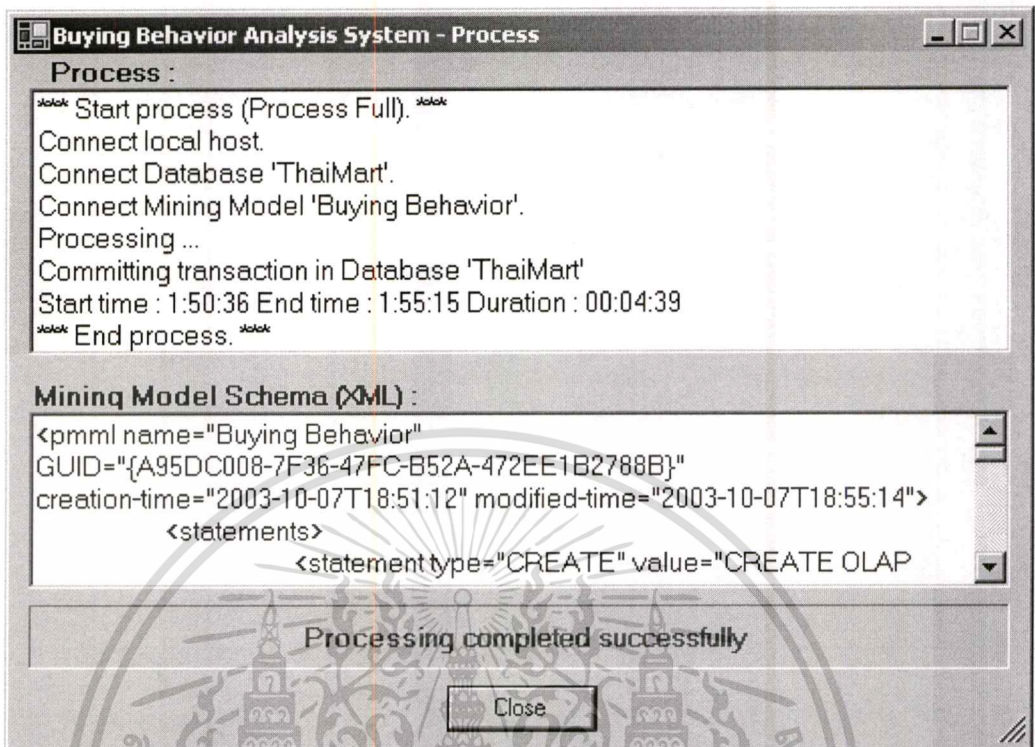 Buying Behavior Analysis System - Process
Process :
*** Start process (Process Full). ***
Connect local host.
Connect Database 'ThaiMart'.
Connect Mining Model 'Buying Behavior'.
Processing ...
Committing transaction in Database 'ThaiMart'
Start time : 1:50:36 End time : 1:55:15 Duration : 00:04:39
*** End process. ***
Mining Model Schema (XML) :
<pmml name="Buying Behavior"
GUID="{A95DC008-7F36-47FC-B52A-472EE1B2788B}"
creation-time="2003-10-07T18:51:12" modified-time="2003-10-07T18:55:14">
<statements>
<statement type="CREATE" value="CREATE OLAP
Processing completed successfully
Close